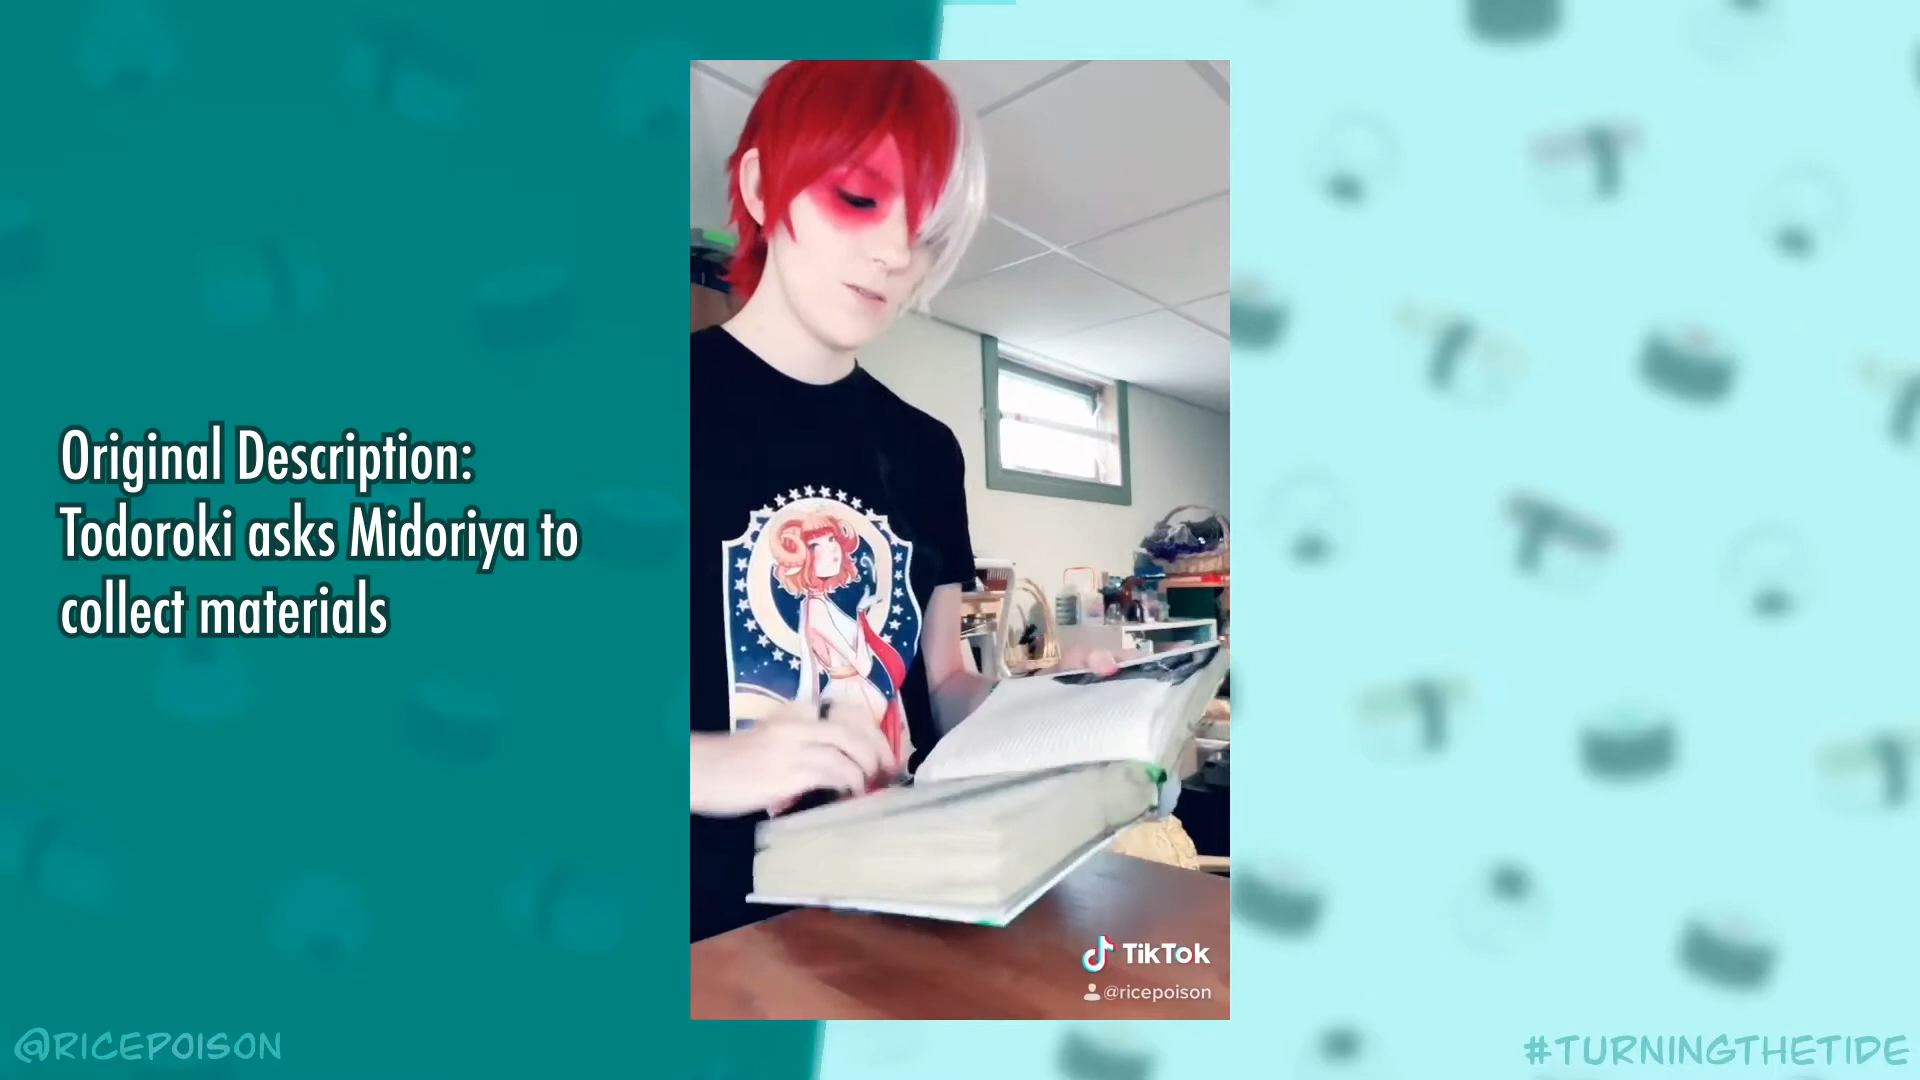 Original Description:
Todoroki asks Midoriya to
collect materials
TikTok
@ricepoison
@RICEPOISON
#TURNINGTHETIDE